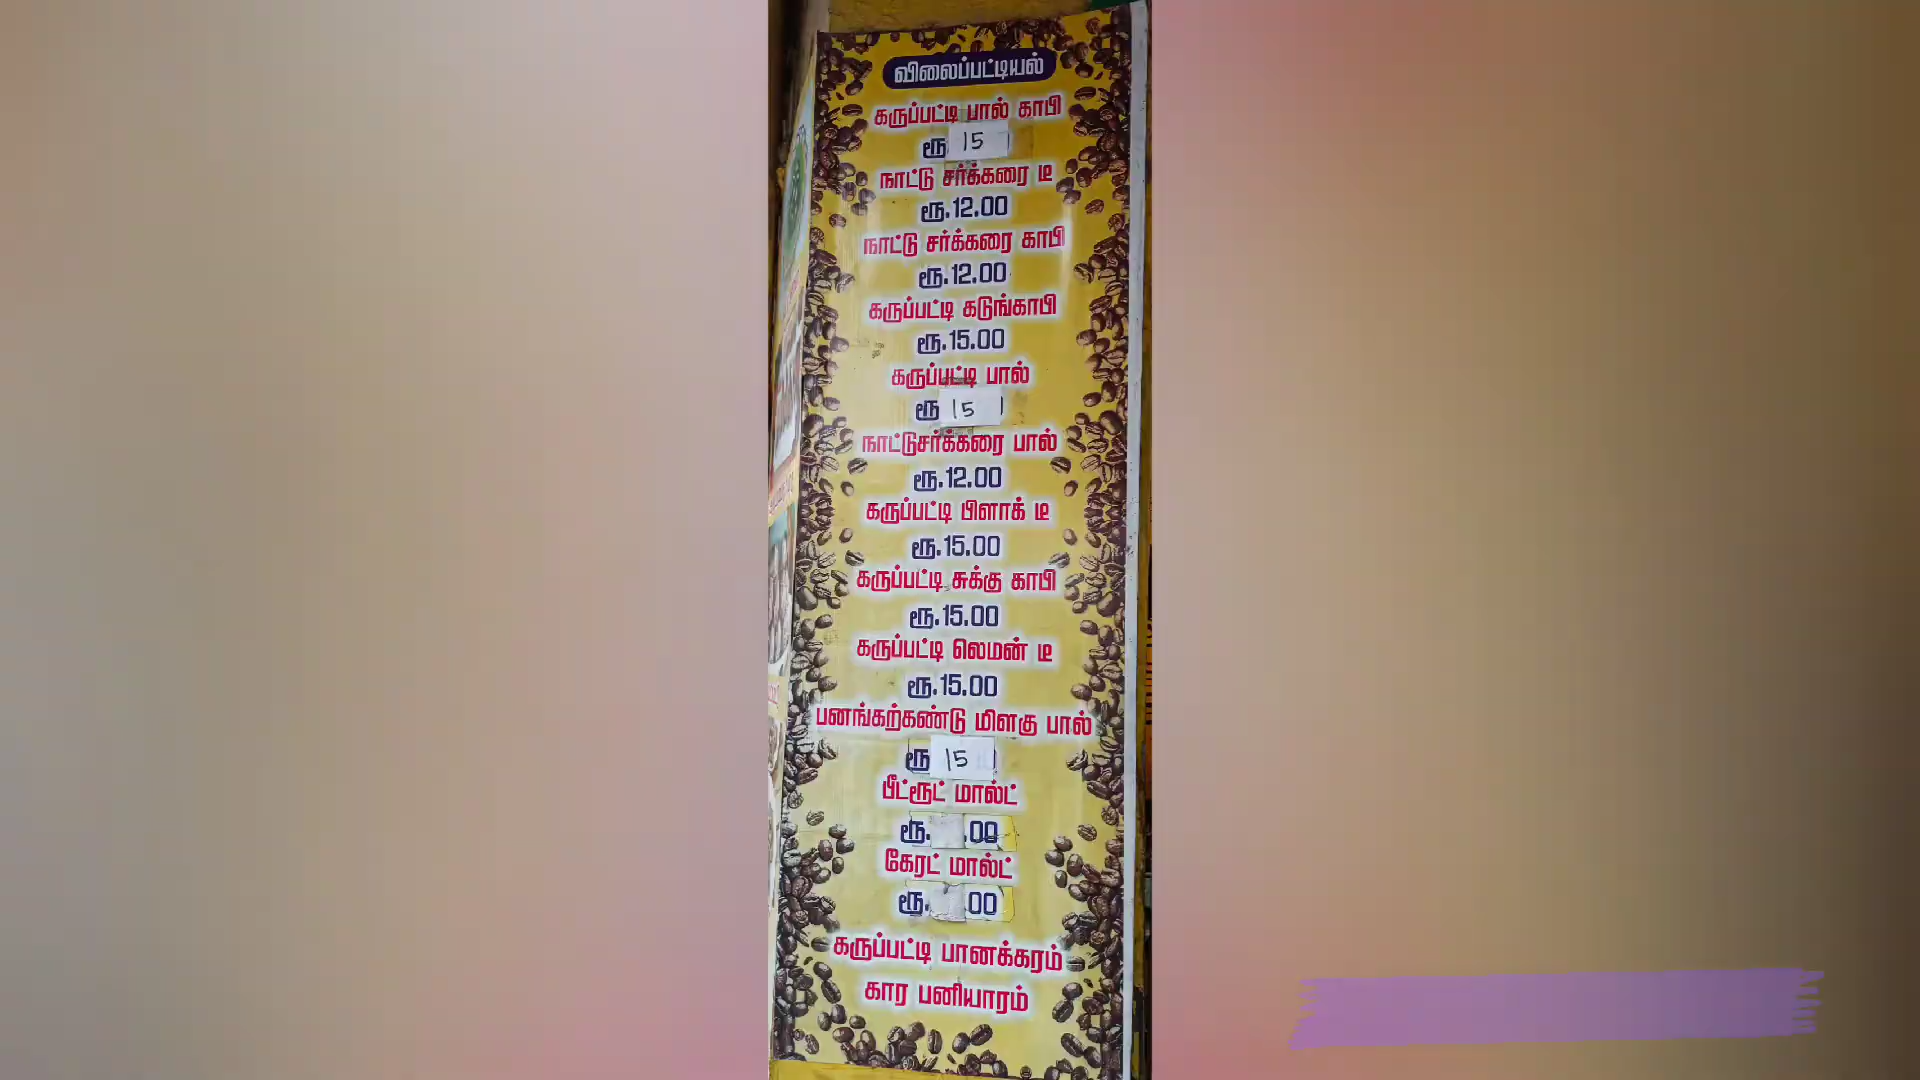 விலைப்பட்டியல்
கருப்பட்டி பால் காபி
ரூ 15
நாட்டு சர்க்கரை டீ
ரூ.12.00
நாட்டு சர்க்கரை காபி
ரூ.12.00
கருப்பட்டி கடுங்காபி
ரூ.15.00
கருப்பட்டி பால்
ரூ 15
நாட்டுசர்க்கரை பால்
ரூ.12.00
கருப்பட்டி பிளாக் டீ
ரூ.15.00
கருப்பட்டி சுக்கு காபி
ரூ.15.00
கருப்பட்டி லெமன் டீ
ரூ.15.00
பனங்கற்கண்டு மிளகு பால்
ரூ 15
பீட்ரூட் மால்ட்
ரூ. .00
கேரட் மால்ட்
ரூ. 00
கருப்பட்டி பானக்கரம்
கார பனியாரம்